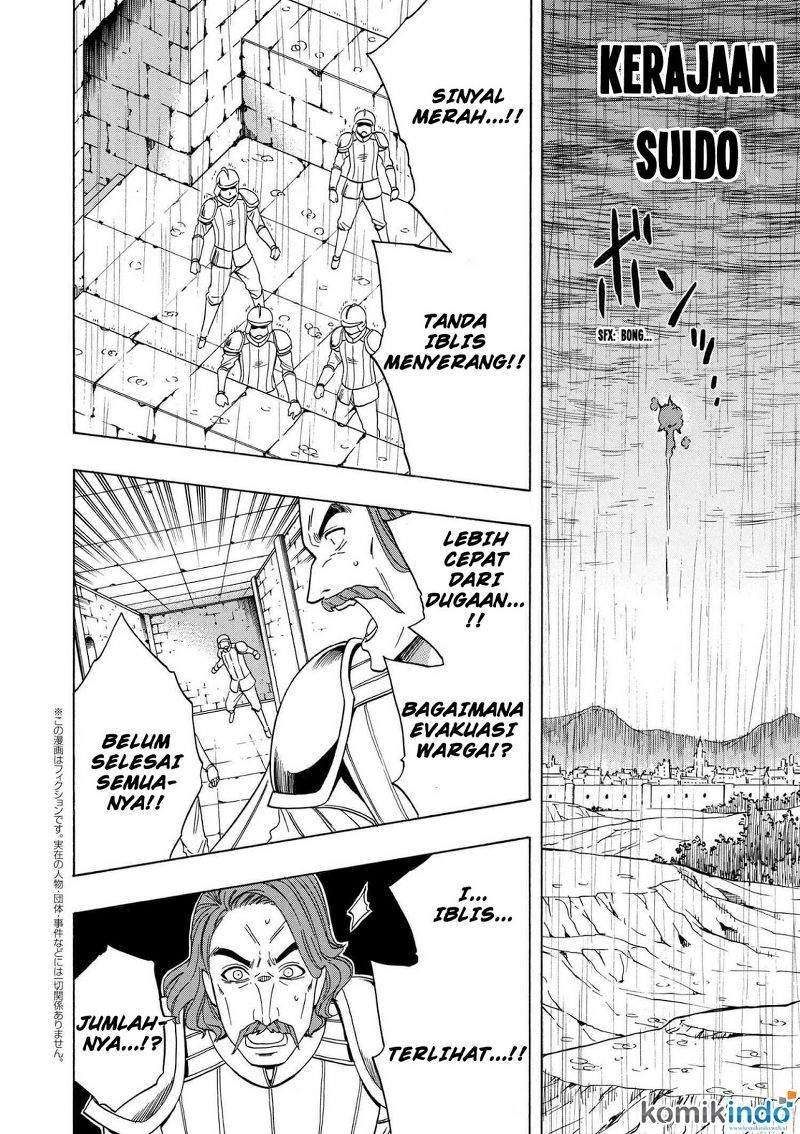 KERAJAAN
SUIDO
ボンッ
SFX: BONG...
SINYAL
MERAH...!!
TANDA
IBLIS
MENYERANG!!
LEBIH
CEPAT
DARI
DUGAAN...
!!
BAGAIMANA
EVAKUASI
WARGA!?
BELUM
SELESAI
SEMUA-
NYA!!
I...
IBLIS...
TERLIHAT...!!
JUMLAH-
NYA...!?
※この漫画はフィクションです。実在の人物・団体・事件などには一切関係ありません。
komikindo